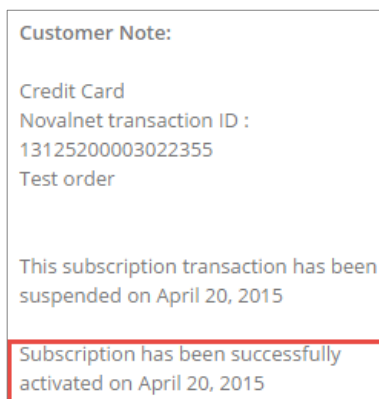 Customer Note:
Credit Card
Novalnet transaction ID :
13125200003022355
Test order
This subscription transaction has been
suspended on April 20, 2015
Subscription has been successfully
activated on April 20, 2015